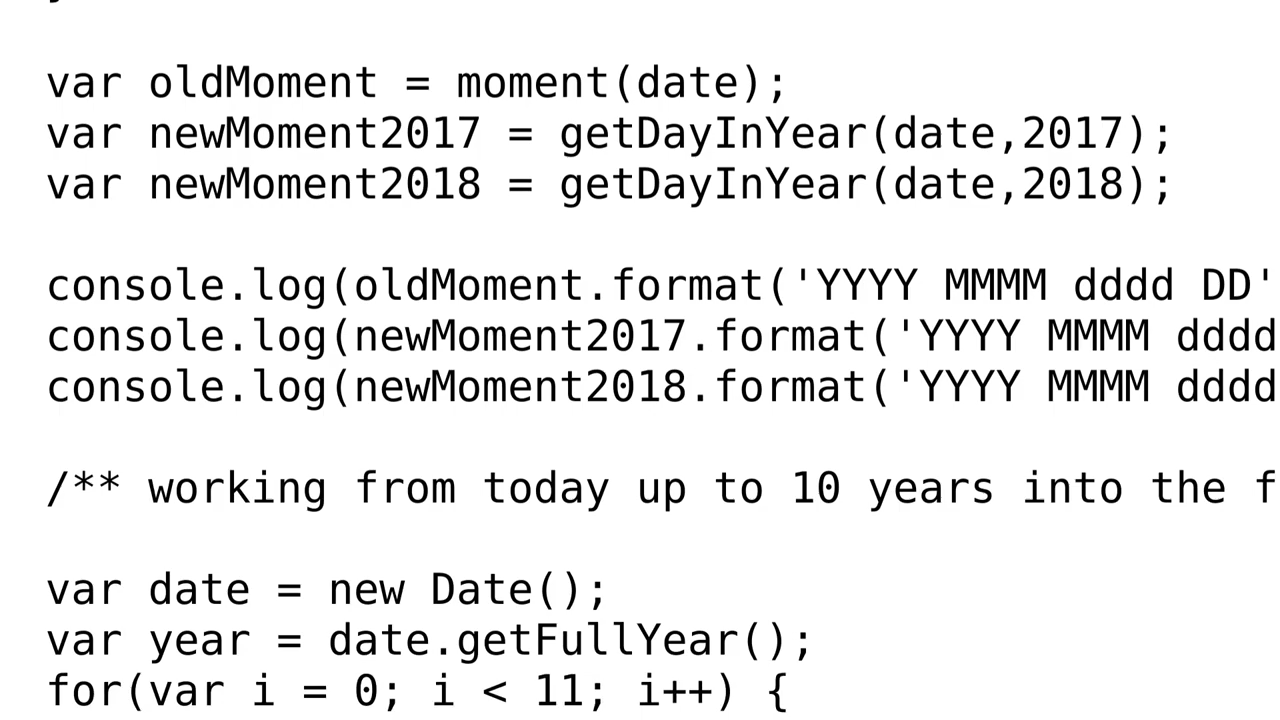 var oldMoment = moment(date);
var newMoment2017 = getDayInYear(date,2017);
var newMoment2018 = getDayInYear(date,2018);
console.log(oldMoment.format('YYYY MMMM dddd DD'
console.log(newMoment2017.format('YYYY MMMM dddd
console.log(newMoment2018.format('YYYY MMMM dddd
/** working from today up to 10 years into the f
var date = new Date();
var year = date.getFullYear();
for(var i = 0; i < 11; i++) {